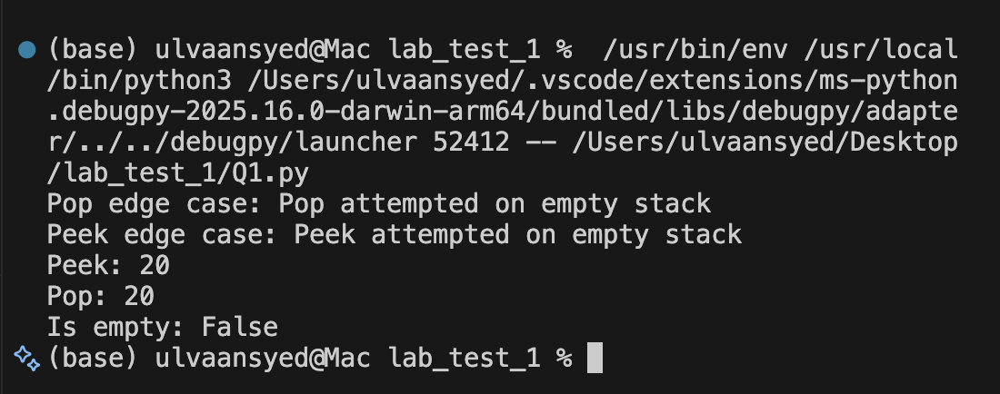 (base) ulvaansyed@Mac lab_test_1 %  /usr/bin/env /usr/local
/bin/python3 /Users/ulvaansyed/.vscode/extensions/ms-python
.debugpy-2025.16.0-darwin-arm64/bundled/libs/debugpy/adapte
r/../../debugpy/launcher 52412 -- /Users/ulvaansyed/Desktop
/lab_test_1/Q1.py
Pop edge case: Pop attempted on empty stack
Peek edge case: Peek attempted on empty stack
Peek: 20
Pop: 20
Is empty: False
(base) ulvaansyed@Mac lab_test_1 %